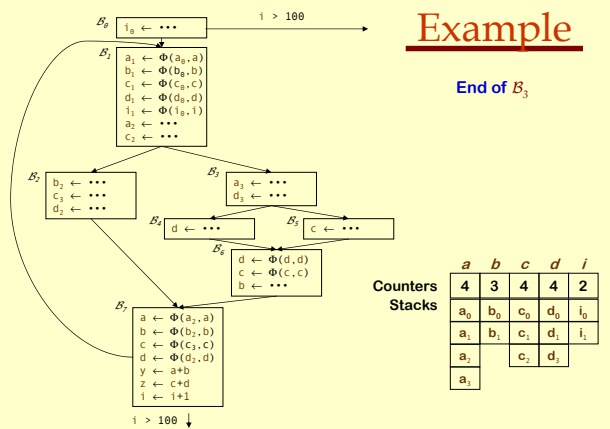 Example
End of ℬ₃
i > 100
ℬ₀
i₀ ← •••
ℬ₁
a₁ ← Φ(a₀,a)
b₁ ← Φ(b₀,b)
c₁ ← Φ(c₀,c)
d₁ ← Φ(d₀,d)
i₁ ← Φ(i₀,i)
a₂ ← •••
c₂ ← •••
ℬ₂
b₂ ← •••
c₃ ← •••
d₂ ← •••
ℬ₃
a₃ ← •••
d₃ ← •••
ℬ₄
d ← •••
ℬ₅
c ← •••
ℬ₆
d ← Φ(d,d)
c ← Φ(c,c)
b ← •••
ℬ₇
a ← Φ(a₂,a)
b ← Φ(b₂,b)
c ← Φ(c₃,c)
d ← Φ(d₂,d)
y ← a+b
z ← c+d
i ← i+1
i > 100
a b c d i
Counters 4 3 4 4 2
Stacks a₀ b₀ c₀ d₀ i₀
a₁ b₁ c₁ d₁ i₁
a₂ c₂ d₃
a₃